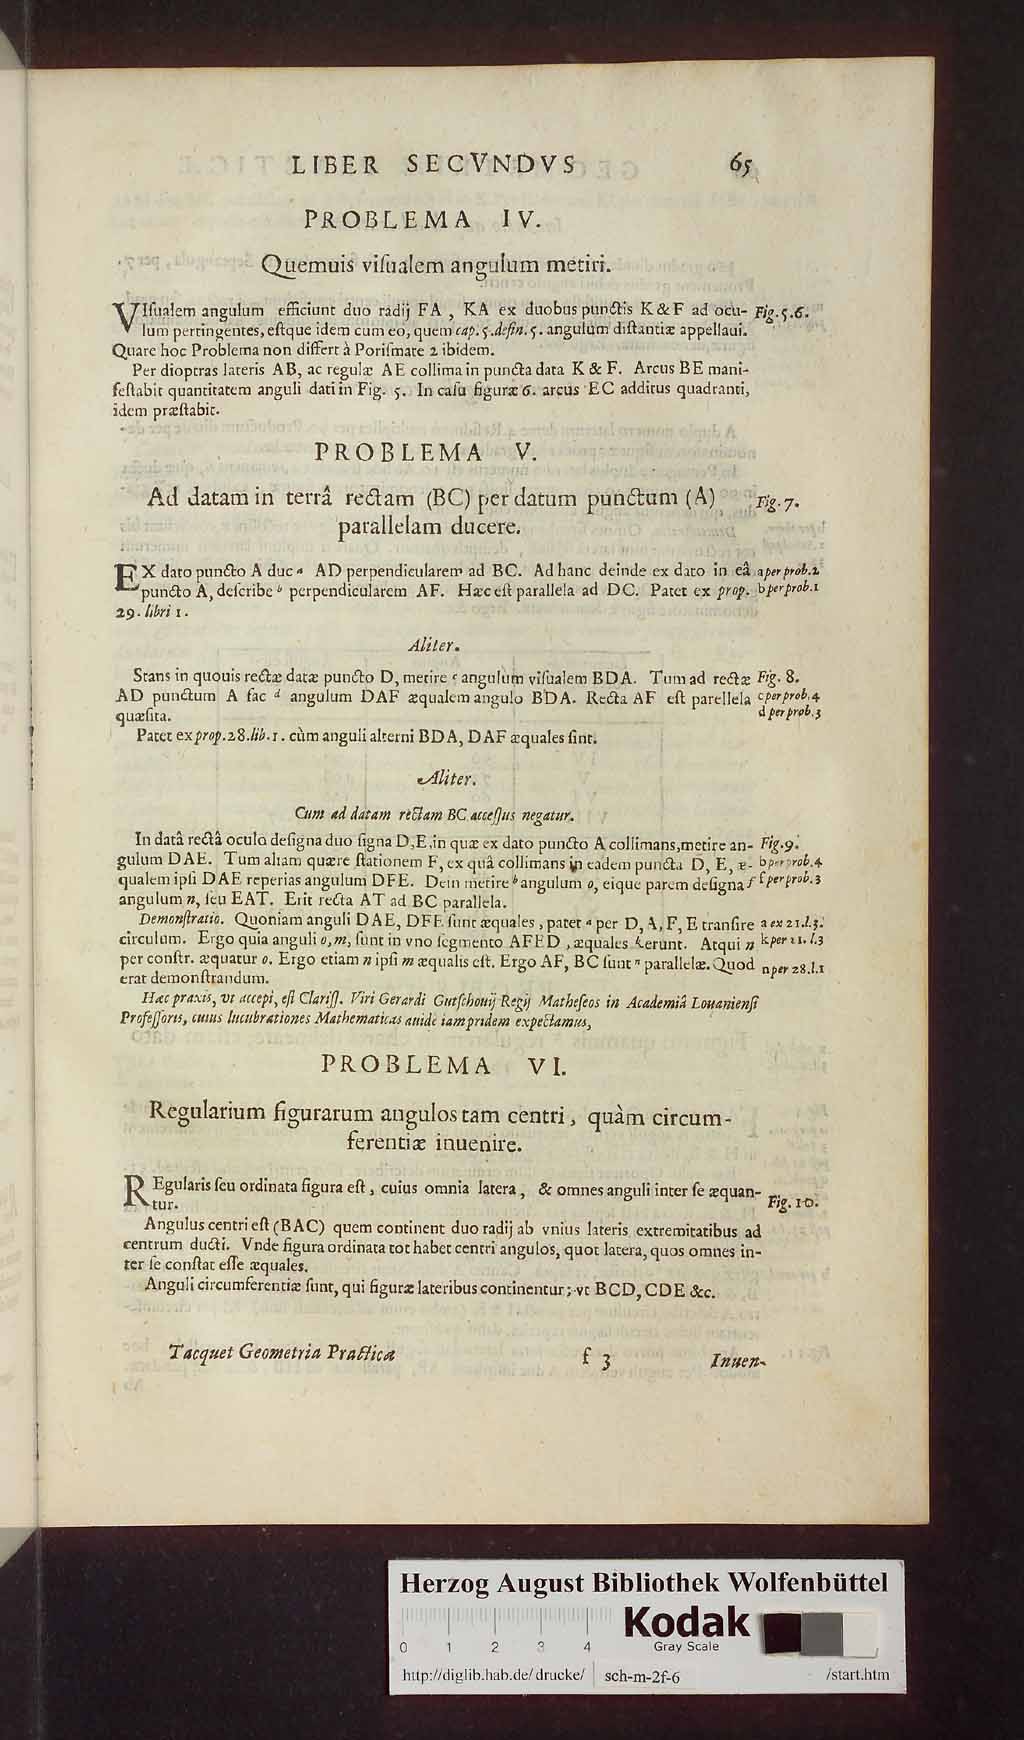 LIBER SECVNDVS 65
PROBLEMA IV.
Quemuis viſualem angulum metiri.
VIſualem angulum efficiunt duo radij FA, KA ex duobus punctis K & F ad ocu- Fig. 5.6.
lum pertingentes, eſtque idem cum eo, quem cap. 5. defin. 5. angulum diſtantiæ appellaui.
Quare hoc Problema non differt à Poriſmate 2 ibidem.
Per dioptras lateris AB, ac regulæ AE collima in puncta data K & F. Arcus BE mani-
feſtabit quantitatem anguli dati in Fig. 5. In caſu figuræ 6. arcus EC additus quadranti,
idem præſtabit.
PROBLEMA V.
Ad datam in terrâ rectam (BC) per datum punctum (A) Fig. 7.
parallelam ducere.
EX dato puncto A duc a AD perpendicularem ad BC. Ad hanc deinde ex dato in eâ a per prob. 2
puncto A, deſcribe b perpendicularem AF. Hæc eſt parallela ad DC. Patet ex prop. b per prob. 1
29. libri 1.
Aliter.
Stans in quouis rectæ datæ puncto D, metire c angulum viſualem BDA. Tum ad rectæ Fig. 8.
AD punctum A fac d angulum DAF æqualem angulo BDA. Recta AF eſt parellela c per prob. 4
quæſita. d per prob. 3
Patet ex prop. 28. lib. 1. cùm anguli alterni BDA, DAF æquales ſint.
Aliter.
Cum ad datam rectam BC acceſſus negatur.
In datâ rectâ oculo deſigna duo ſigna D, E, in quæ ex dato puncto A collimans, metire an- Fig. 9.
gulum DAE. Tum aliam quære ſtationem F, ex quâ collimans in eadem puncta D, E, æ- b per prob. 4
qualem ipſi DAE reperias angulum DFE. Dein metire b angulum o, eique parem deſigna f f per prob. 3
angulum n, ſeu EAT. Erit recta AT ad BC parallela.
Demonſtratio. Quoniam anguli DAE, DFE ſunt æquales, patet a per D, A, F, E tranſire a ex 21. l. 3.
circulum. Ergo quia anguli o, m, ſunt in vno ſegmento AFED, æquales k erunt. Atqui n k per 21. l. 3
per conſtr. æquatur o. Ergo etiam n ipſi m æqualis eſt. Ergo AF, BC ſunt n parallelæ. Quod n per 28. l. 1
erat demonſtrandum.
Hæc praxis, vt accepi, eſt Clariſſ. Viri Gerardi Gutſchouij Regij Matheſeos in Academiâ Louanienſi
Profeſſoris, cuius lucubrationes Mathematicas auide iampridem expectamus,
PROBLEMA VI.
Regularium figurarum angulos tam centri, quàm circum-
ferentiæ inuenire.
REgularis ſeu ordinata figura eſt, cuius omnia latera, & omnes anguli inter ſe æquan-
tur. Fig. 10.
Angulus centri eſt (BAC) quem continent duo radij ab vnius lateris extremitatibus ad
centrum ducti. Vnde figura ordinata tot habet centri angulos, quot latera, quos omnes in-
ter ſe conſtat eſſe æquales.
Anguli circumferentiæ ſunt, qui figuræ lateribus continentur; vt BCD, CDE &c.
Tacquet Geometria Practicæ f 3 Inuen-
Herzog August Bibliothek Wolfenbüttel
Kodak
Gray Scale
0 1 2 3 4
http://diglib.hab.de/drucke/ sch-m-2f-6 /start.htm